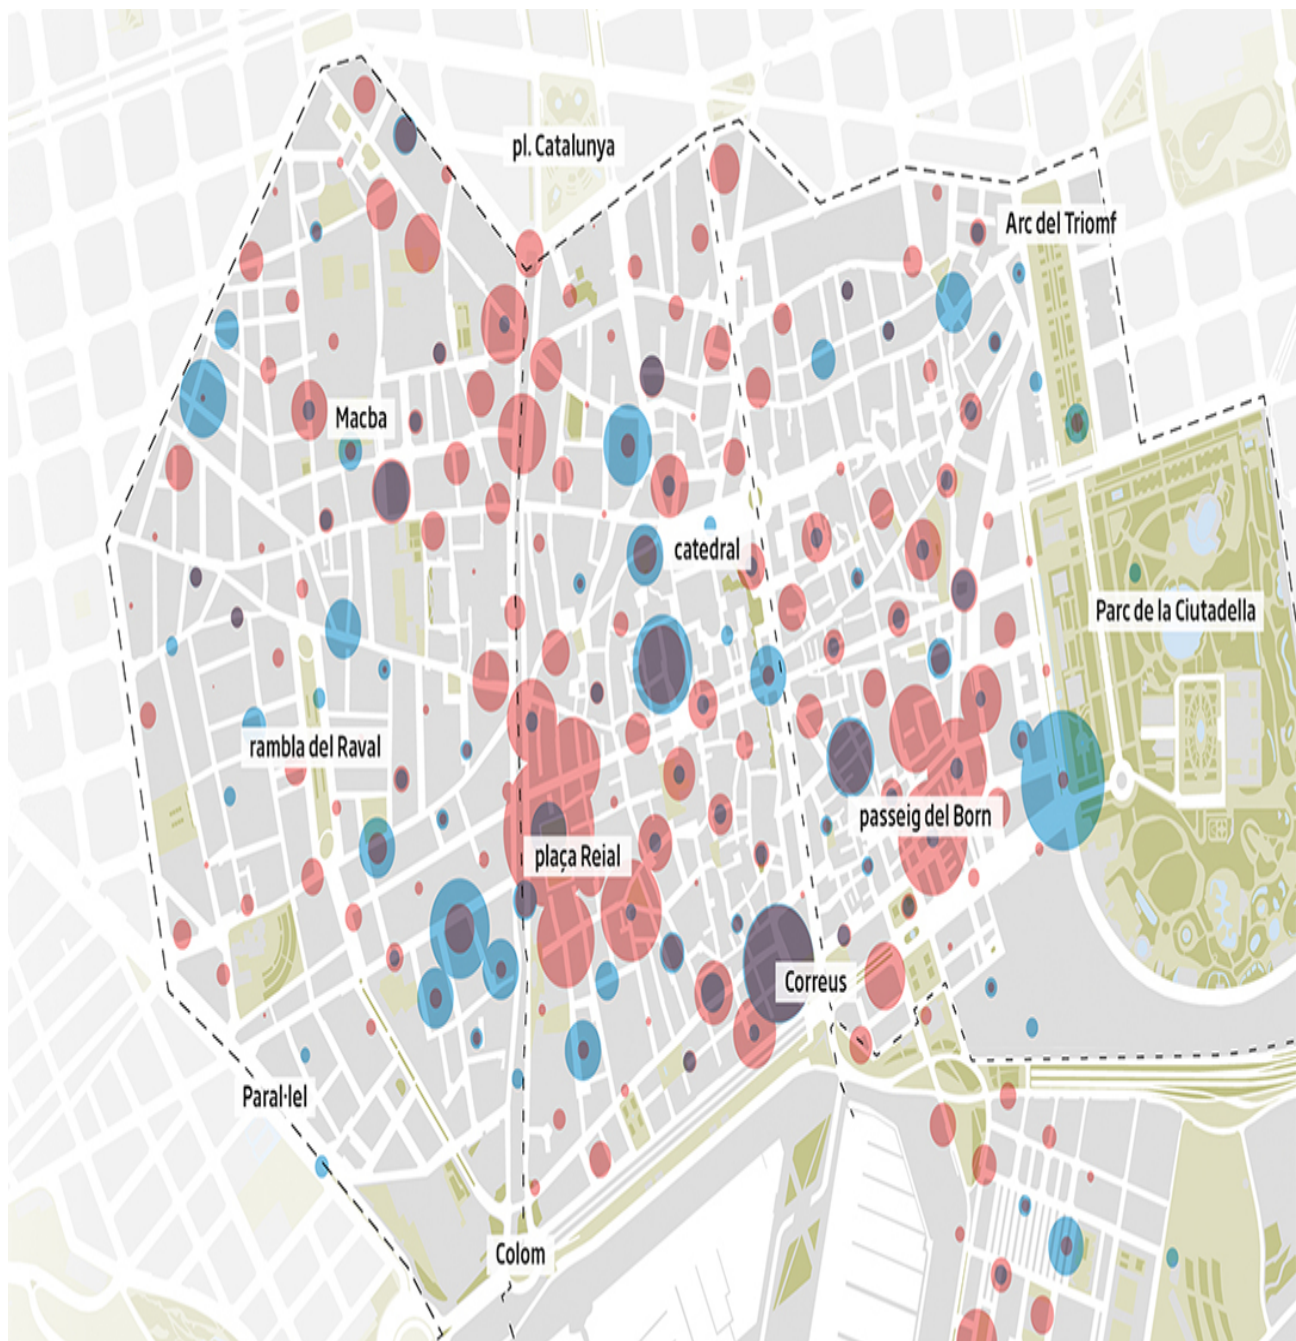 pl. Catalunya
Arc del Triomf
Macba
catedral
Parc de la Ciutadella
rambla del Raval
passeig del Born
plaça Reial
Correus
Paral·lel
Colom